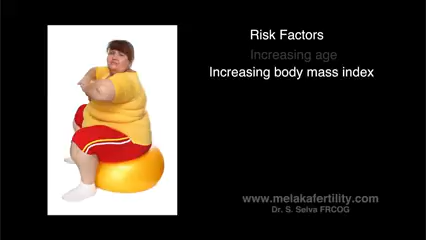 Risk Factors
Increasing age
Increasing body mass index
www.melakafertility.com
Dr. S. Selva FRCOG